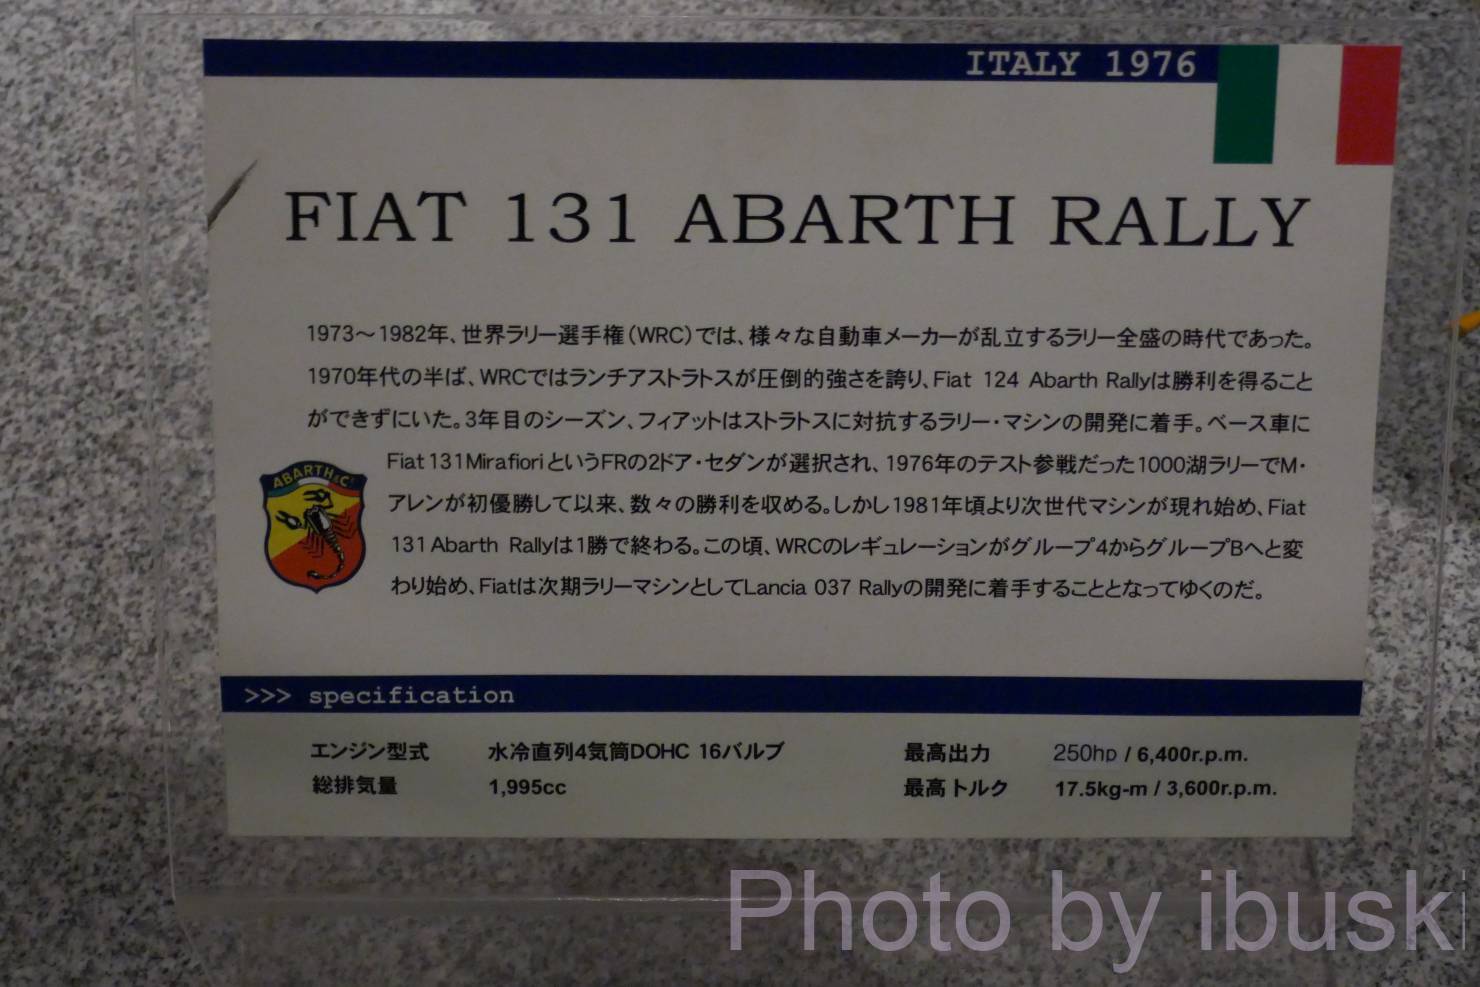 ITALY 1976
FIAT 131 ABARTH RALLY
1973～1982年、世界ラリー選手権（WRC）では、様々な自動車メーカーが乱立するラリー全盛の時代であった。
1970年代の半ば、WRCではランチアストラトスが圧倒的強さを誇り、Fiat 124 Abarth Rallyは勝利を得ること
ができずにいた。3年目のシーズン、フィアットはストラトスに対抗するラリー・マシンの開発に着手。ベース車に
Fiat 131MirafioriというFRの2ドア・セダンが選択され、1976年のテスト参戦だった1000湖ラリーでM・
アレンが初優勝して以来、数々の勝利を収める。しかし1981年頃より次世代マシンが現れ始め、Fiat
131 Abarth Rallyは1勝で終わる。この頃、WRCのレギュレーションがグループ4からグループBへと変
わり始め、Fiatは次期ラリーマシンとしてLancia 037 Rallyの開発に着手することとなってゆくのだ。
ABARTH & C°
>>> specification
エンジン型式 水冷直列4気筒DOHC 16バルブ 最高出力 250hp / 6,400r.p.m.
総排気量 1,995cc 最高トルク 17.5kg-m / 3,600r.p.m.
Photo by ibuski